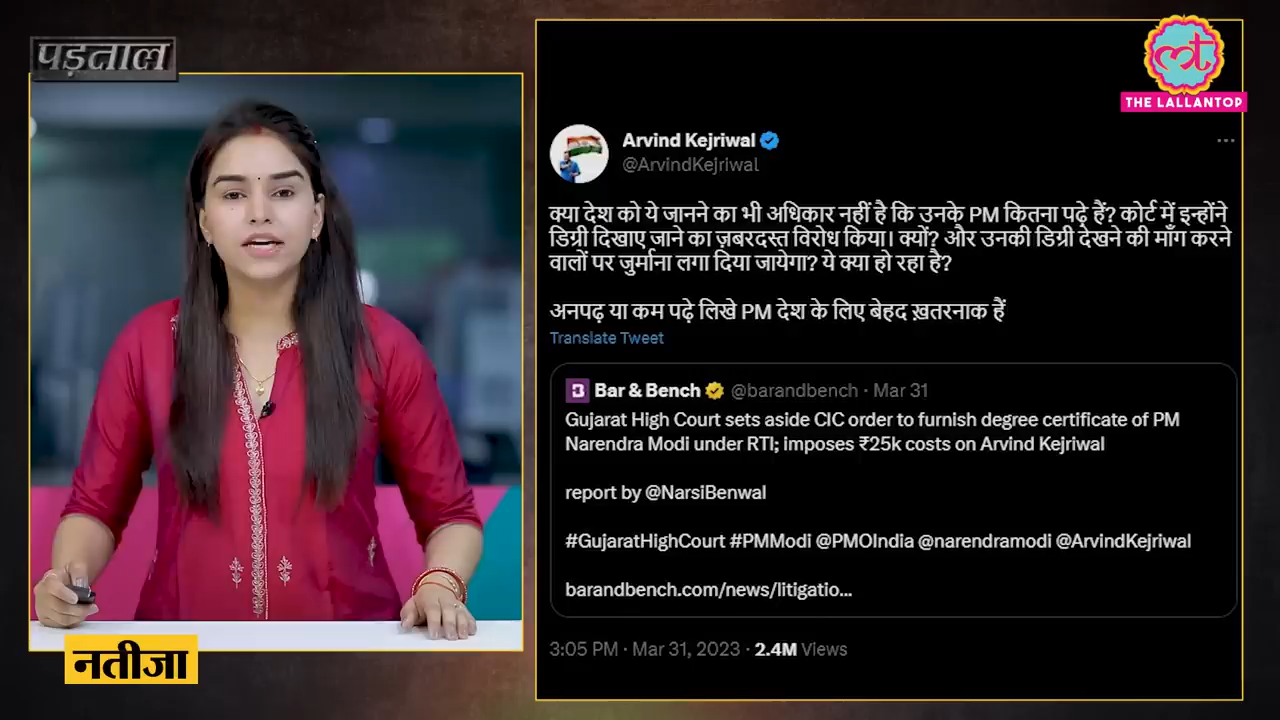 पड़ताल
THE LALLANTOP
Arvind Kejriwal
@ArvindKejriwal
क्या देश को ये जानने का भी अधिकार नहीं है कि उनके PM कितना पढ़े हैं? कोर्ट में इन्होंने
डिग्री दिखाए जाने का ज़बरदस्त विरोध किया। क्यों? और उनकी डिग्री देखने की माँग करने
वालों पर जुर्माना लगा दिया जायेगा? ये क्या हो रहा है?
अनपढ़ या कम पढ़े लिखे PM देश के लिए बेहद ख़तरनाक हैं
Translate Tweet
Bar & Bench @barandbench · Mar 31
Gujarat High Court sets aside CIC order to furnish degree certificate of PM
Narendra Modi under RTI; imposes ₹25k costs on Arvind Kejriwal
report by @NarsiBenwal
#GujaratHighCourt #PMModi @PMOIndia @narendramodi @ArvindKejriwal
barandbench.com/news/litigatio...
3:05 PM · Mar 31, 2023 · 2.4M Views
नतीजा